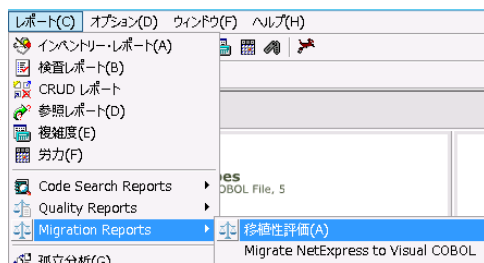 レポート(C) オプション(D) ウィンドウ(F) ヘルプ(H)
インベントリー・レポート(A)
検査レポート(B)
CRUD レポート
参照レポート(D)
複雑度(E)
労力(F)
OBOL File, 5
Code Search Reports
Quality Reports
Migration Reports
移植性評価(A)
Migrate NetExpress to Visual COBOL
孤立分析(G)